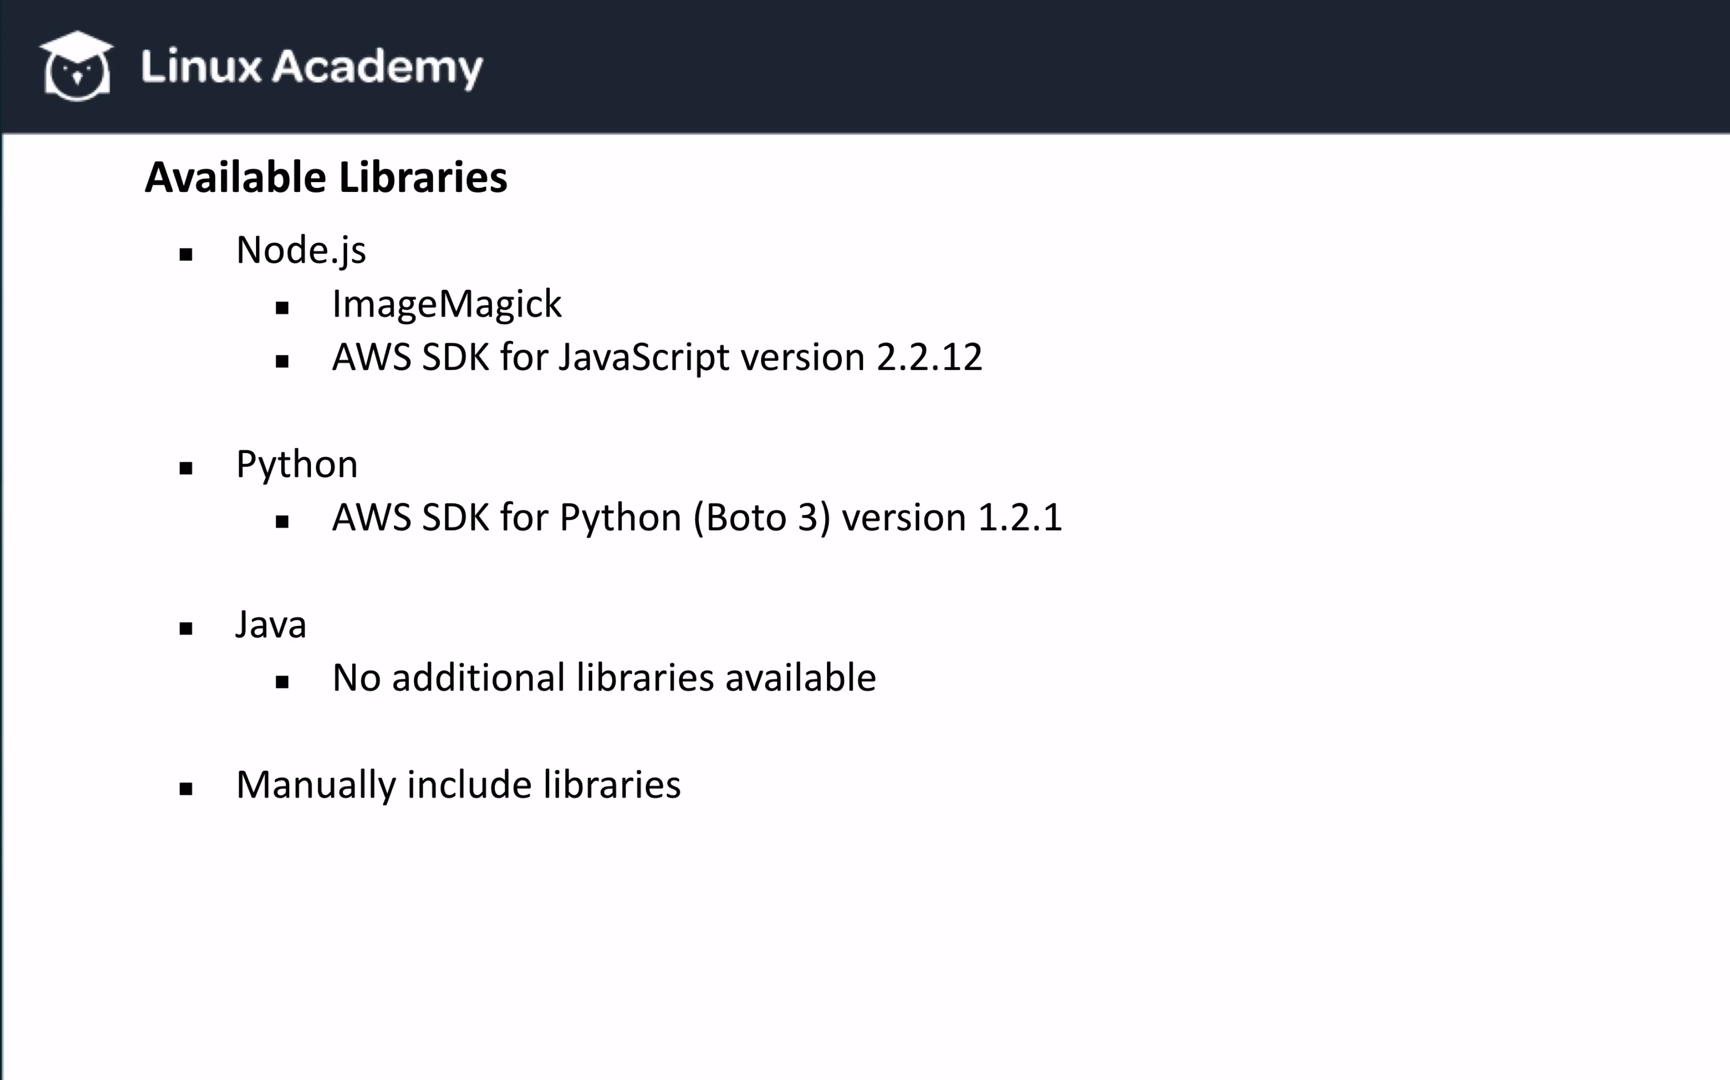 Linux Academy
Available Libraries
▪ Node.js
▪ ImageMagick
▪ AWS SDK for JavaScript version 2.2.12
▪ Python
▪ AWS SDK for Python (Boto 3) version 1.2.1
▪ Java
▪ No additional libraries available
▪ Manually include libraries